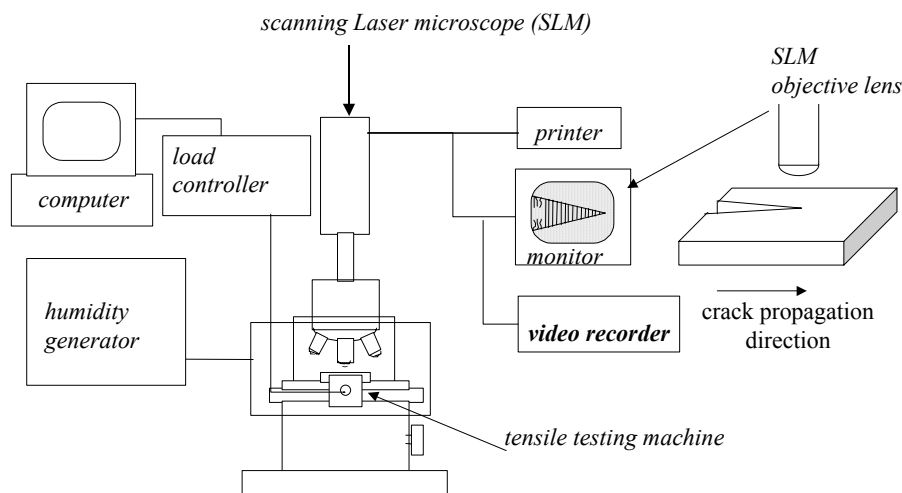 scanning Laser microscope (SLM)
SLM
objective lens
printer
load
controller
computer
monitor
humidity
generator
video recorder
crack propagation
direction
tensile testing machine